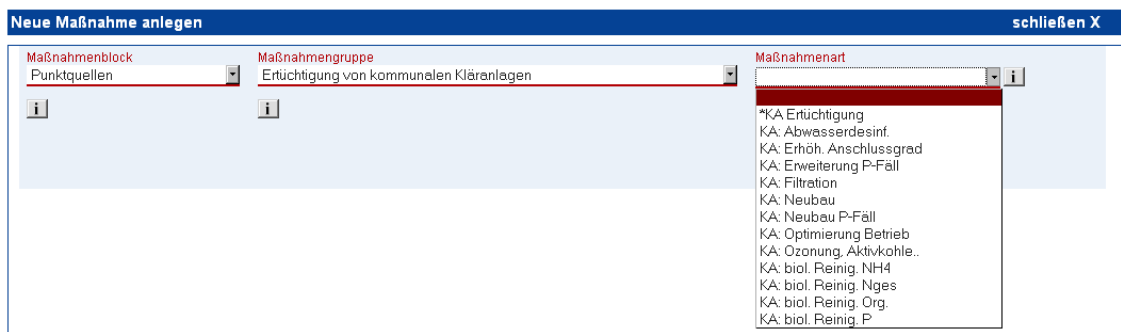 Neue Maßnahme anlegen schließen X
Maßnahmenblock Maßnahmengruppe Maßnahmenart
Punktquellen Ertüchtigung von kommunalen Kläranlagen
i
i i
*KA Ertüchtigung
KA: Abwasserdesinf.
KA: Erhöh. Anschlussgrad
KA: Erweiterung P-Fäll
KA: Filtration
KA: Neubau
KA: Neubau P-Fäll
KA: Optimierung Betrieb
KA: Ozonung, Aktivkohle..
KA: biol. Reinig. NH4
KA: biol. Reinig. Nges
KA: biol. Reinig. Org.
KA: biol. Reinig. P